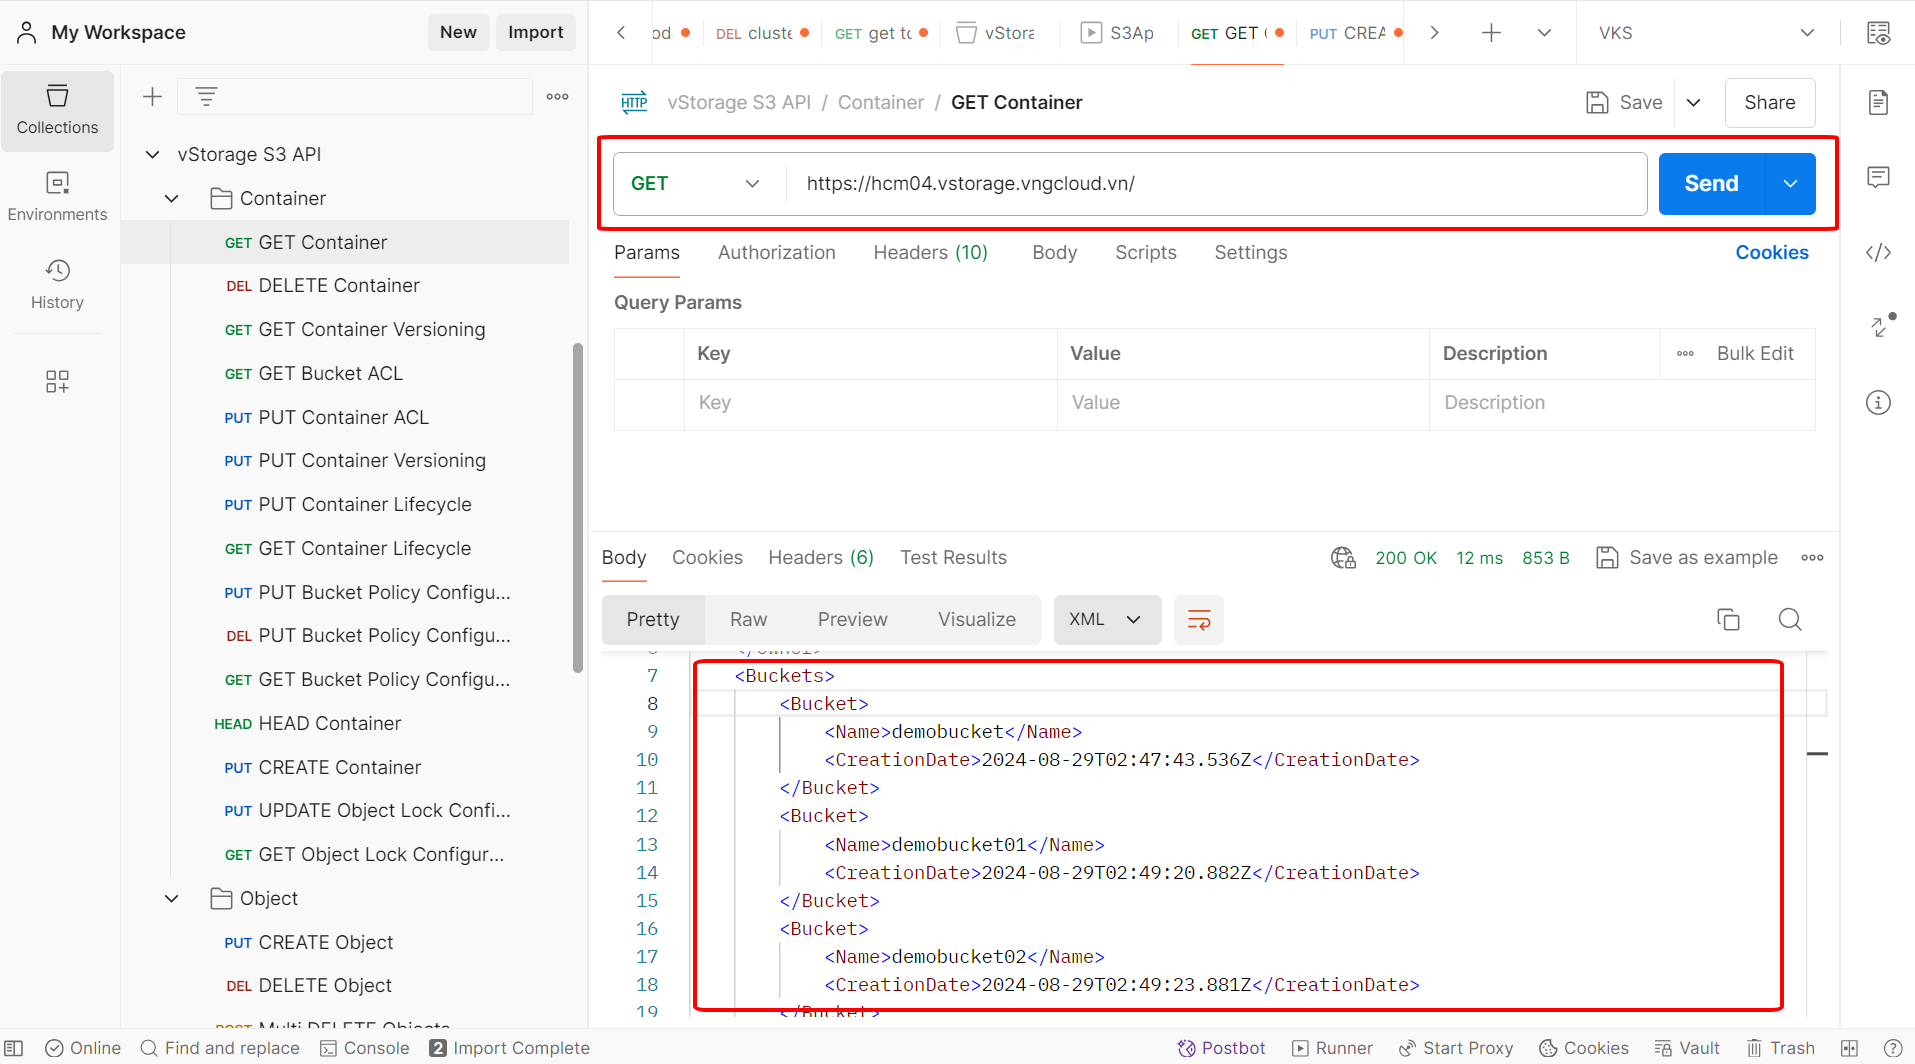 My Workspace
New
Import
od
DEL cluste
GET get to
vStora
S3Ap
GET GET
PUT CREA
VKS
Collections
Environments
History
vStorage S3 API
Container
GET GET Container
DEL DELETE Container
GET GET Container Versioning
GET GET Bucket ACL
PUT PUT Container ACL
PUT PUT Container Versioning
PUT PUT Container Lifecycle
GET GET Container Lifecycle
PUT PUT Bucket Policy Configu...
DEL PUT Bucket Policy Configu...
GET GET Bucket Policy Configu...
HEAD HEAD Container
PUT CREATE Container
PUT UPDATE Object Lock Confi...
GET GET Object Lock Configur...
Object
PUT CREATE Object
DEL DELETE Object
POST Multi DELETE Objects
HTTP vStorage S3 API / Container / GET Container
Save
Share
GET
https://hcm04.vstorage.vngcloud.vn/
Send
Params Authorization Headers (10) Body Scripts Settings
Cookies
Query Params
Key Value Description Bulk Edit
Key Value Description
Body Cookies Headers (6) Test Results
200 OK 12 ms 853 B
Save as example
Pretty Raw Preview Visualize XML
6 </Owner>
7 <Buckets>
8 <Bucket>
9 <Name>demobucket</Name>
10 <CreationDate>2024-08-29T02:47:43.536Z</CreationDate>
11 </Bucket>
12 <Bucket>
13 <Name>demobucket01</Name>
14 <CreationDate>2024-08-29T02:49:20.882Z</CreationDate>
15 </Bucket>
16 <Bucket>
17 <Name>demobucket02</Name>
18 <CreationDate>2024-08-29T02:49:23.881Z</CreationDate>
19 </Bucket>
Online
Find and replace
Console
2 Import Complete
Postbot
Runner
Start Proxy
Cookies
Vault
Trash